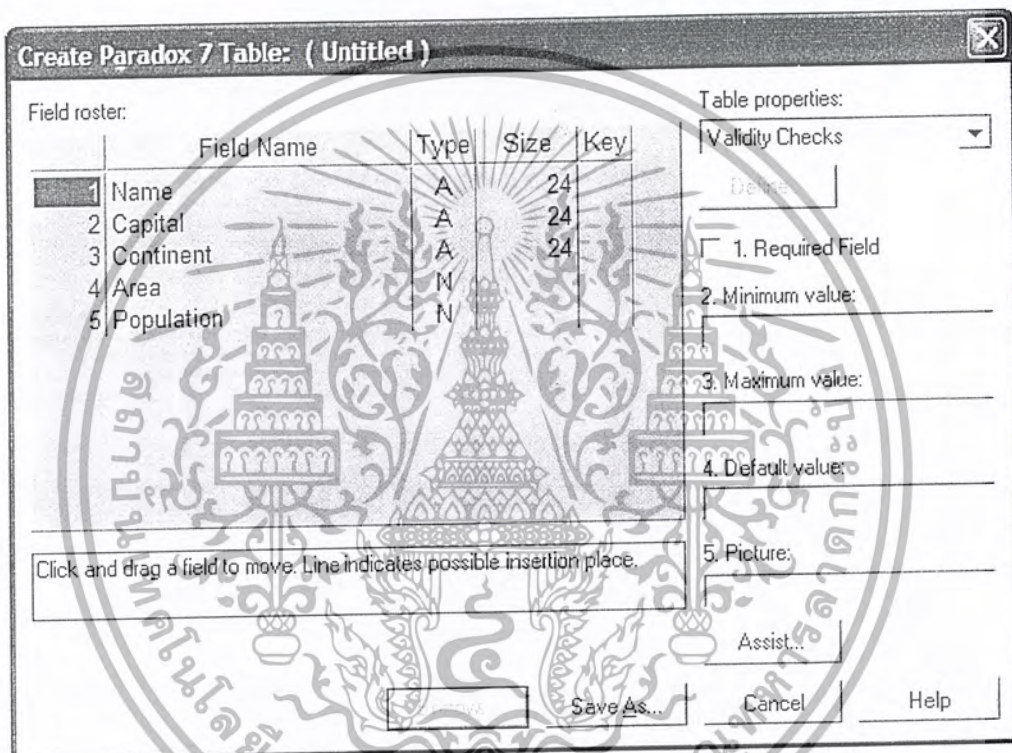 Create Paradox 7 Table: ( Untitled )
Field roster:
Field Name Type Size Key
1 Name A 24
2 Capital A 24
3 Continent A 24
4 Area N
5 Population N
Click and drag a field to move. Line indicates possible insertion place.
Table properties:
Validity Checks
Define...
1. Required Field
2. Minimum value:
3. Maximum value:
4. Default value:
5. Picture:
Assist...
Save As...
Cancel
Help